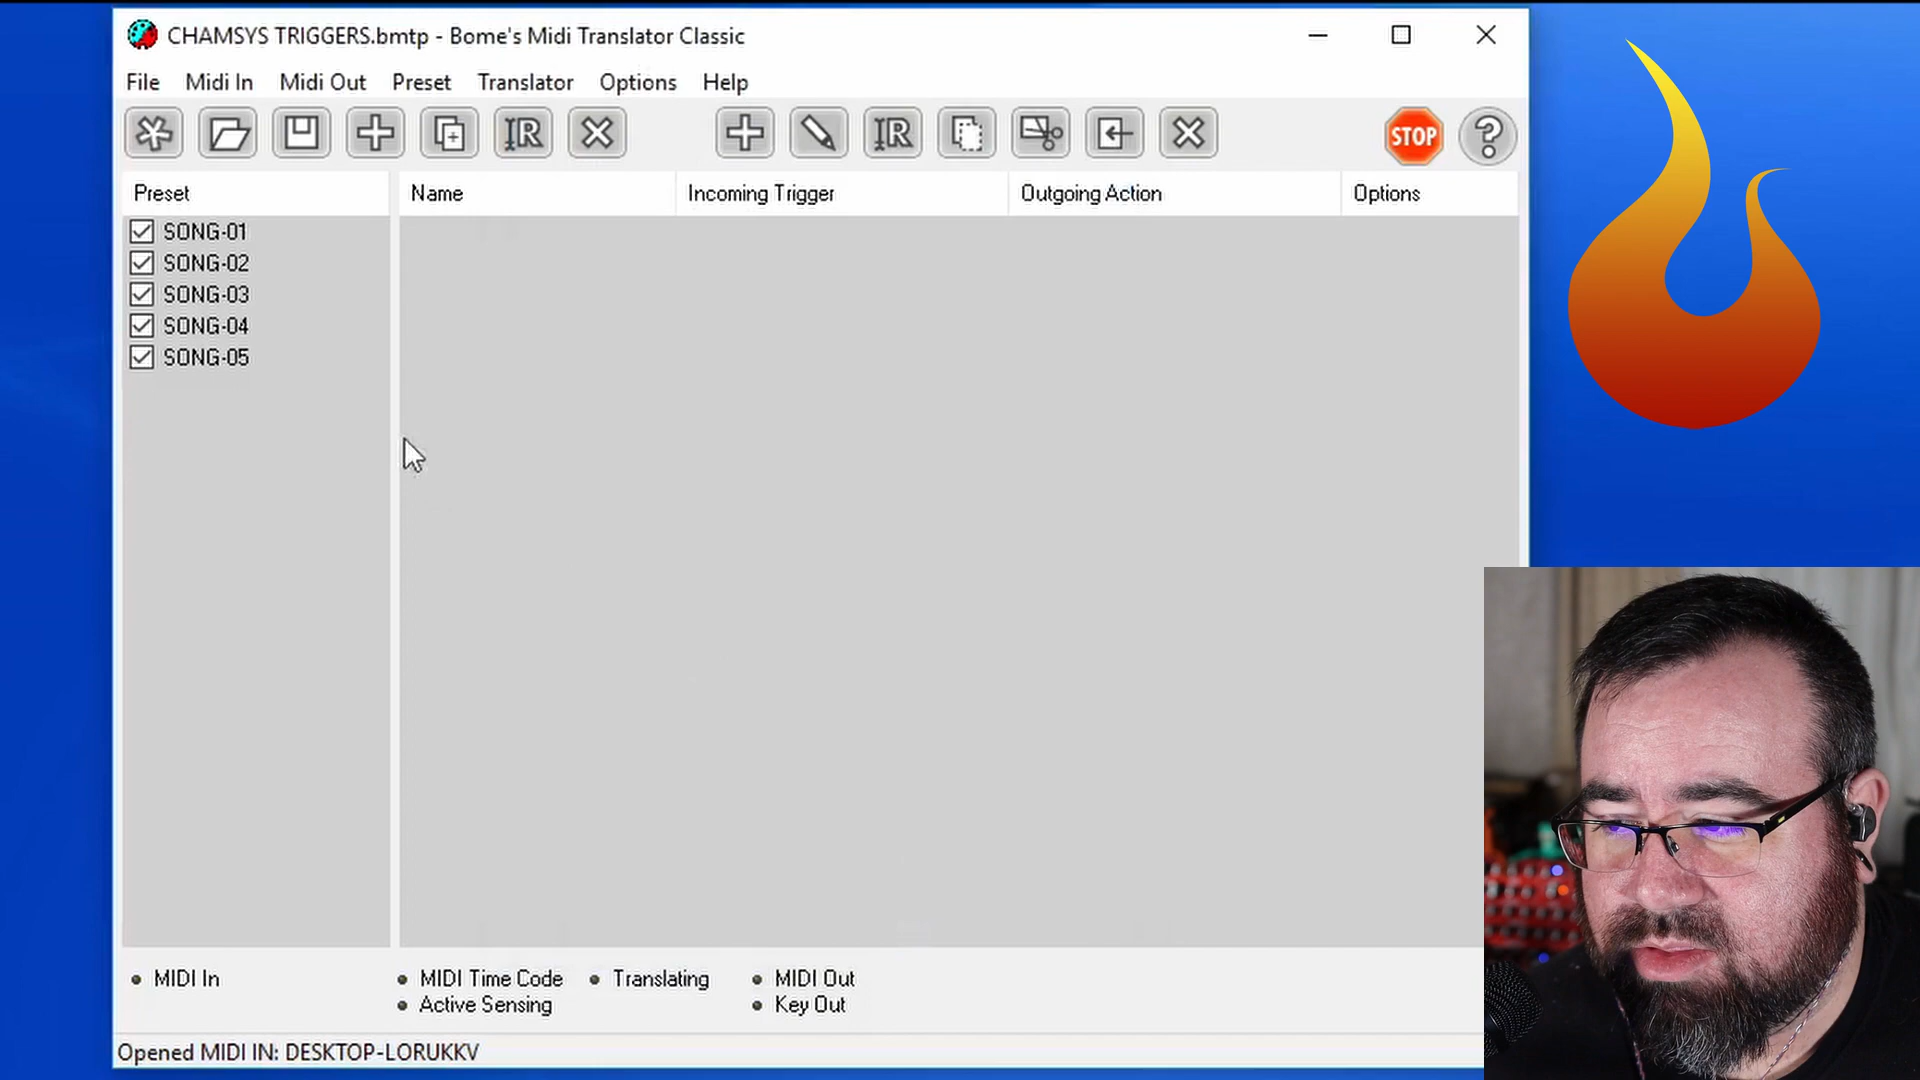 CHAMSYS TRIGGERS.bmtp - Bome's Midi Translator Classic
File Midi In Midi Out Preset Translator Options Help
STOP
Preset Name Incoming Trigger Outgoing Action Options
SONG-01
SONG-02
SONG-03
SONG-04
SONG-05
MIDI In MIDI Time Code Translating MIDI Out
Active Sensing Key Out
Opened MIDI IN: DESKTOP-LORUKKV